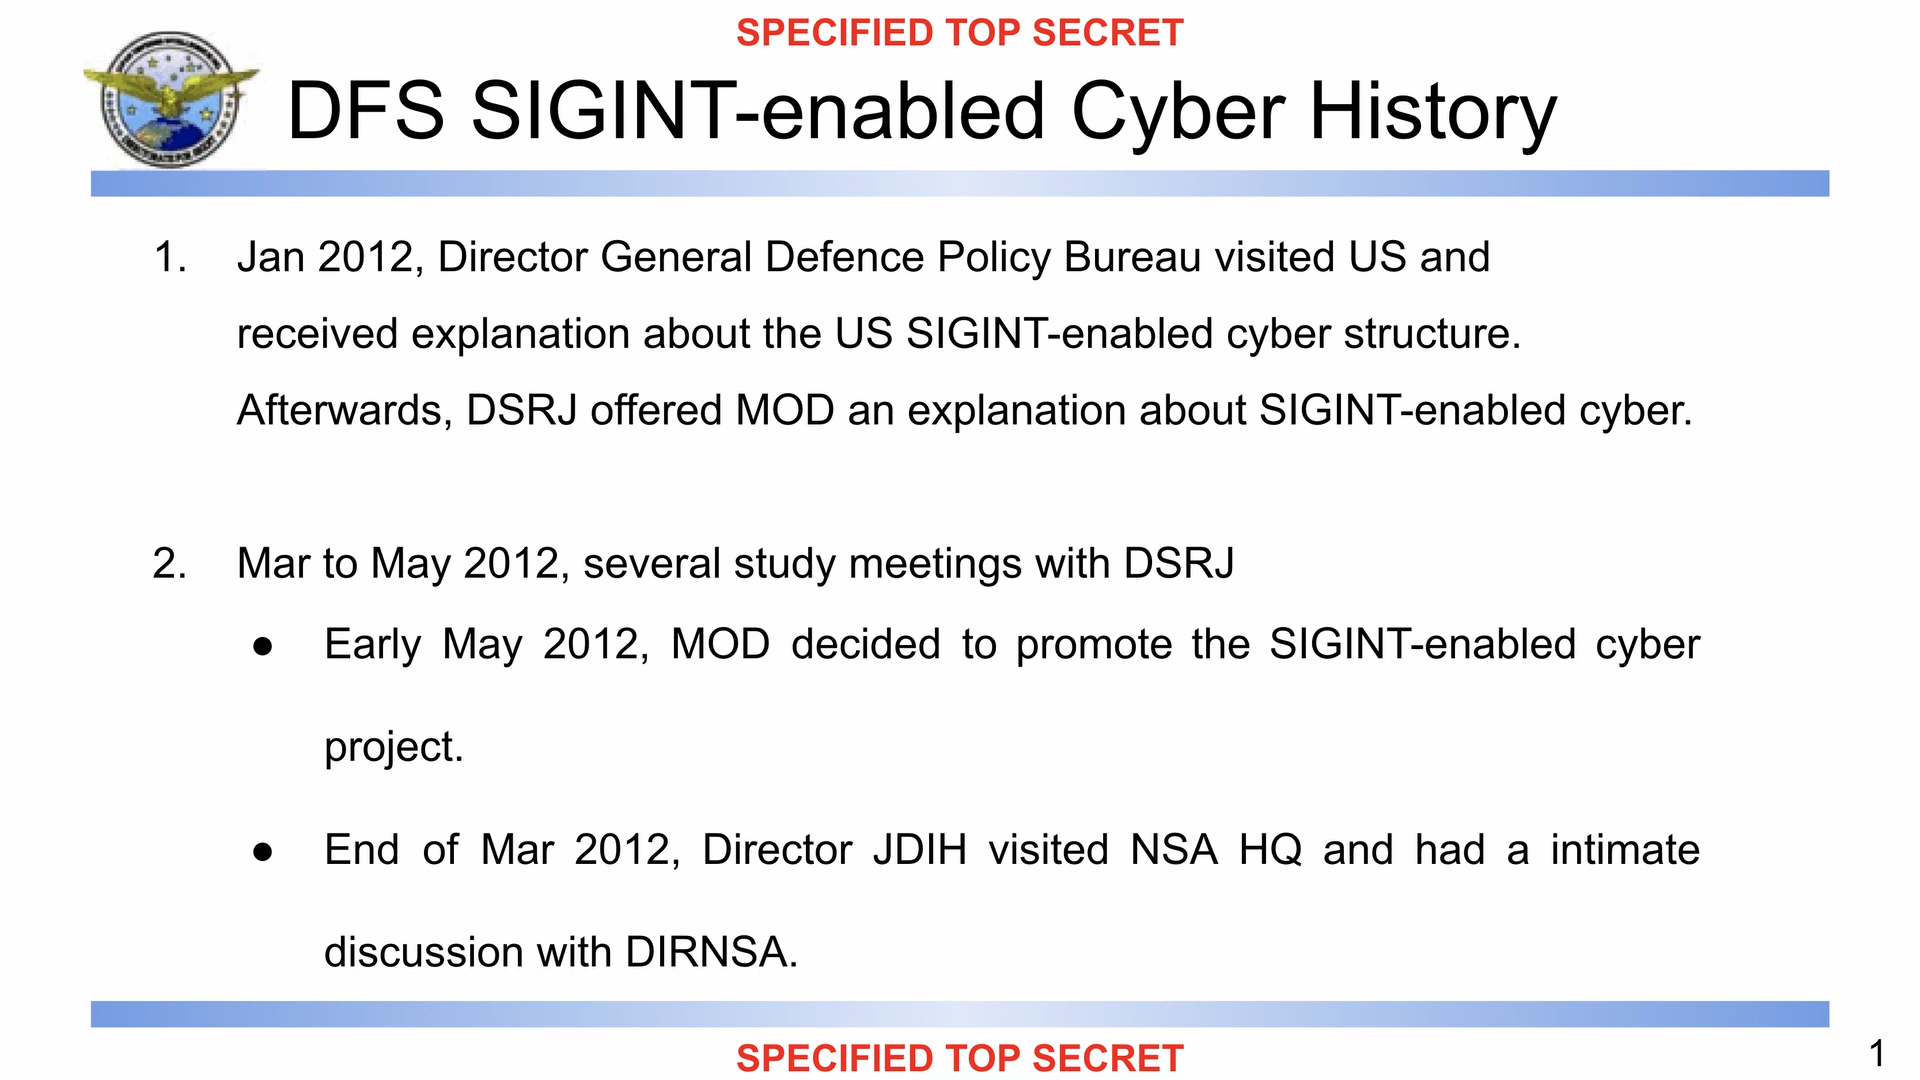 SPECIFIED TOP SECRET
DFS SIGINT-enabled Cyber History
1. Jan 2012, Director General Defence Policy Bureau visited US and
received explanation about the US SIGINT-enabled cyber structure.
Afterwards, DSRJ offered MOD an explanation about SIGINT-enabled cyber.
2. Mar to May 2012, several study meetings with DSRJ
● Early May 2012, MOD decided to promote the SIGINT-enabled cyber
project.
● End of Mar 2012, Director JDIH visited NSA HQ and had a intimate
discussion with DIRNSA.
SPECIFIED TOP SECRET
1